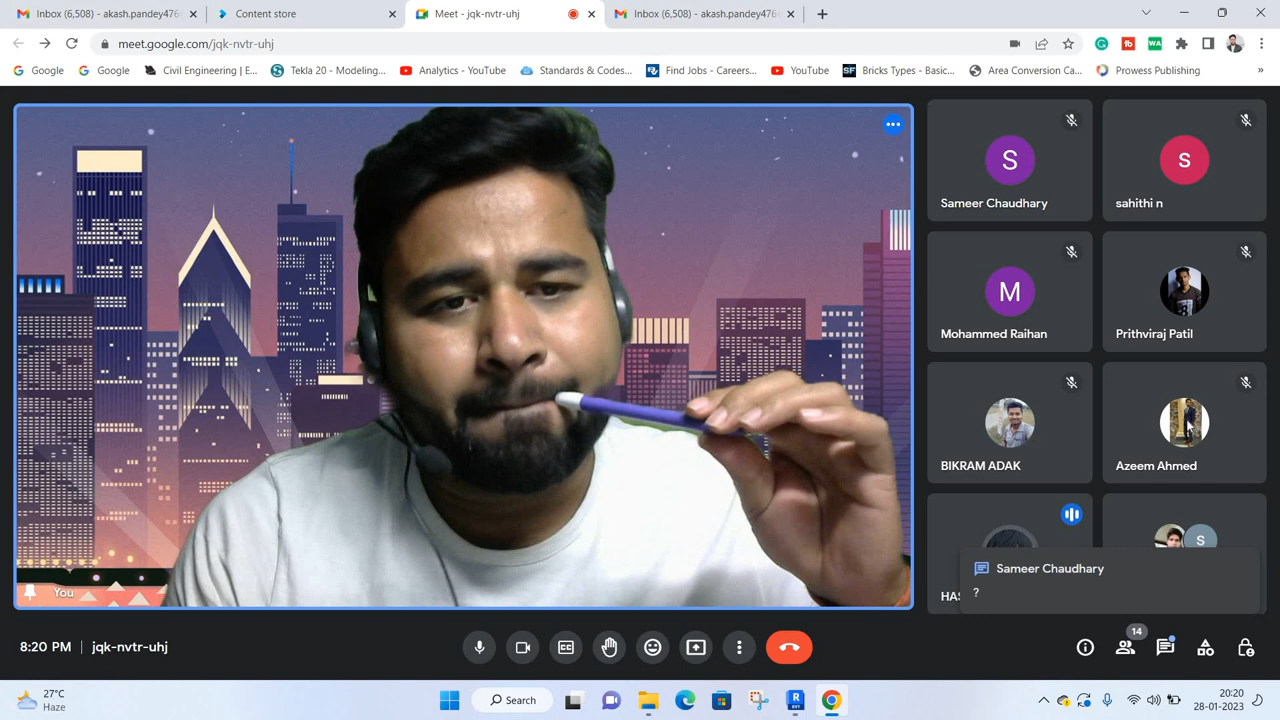 Inbox (6,508) - akash.pandey476
Content store
Meet - jqk-nvtr-uhj
Inbox (6,508) - akash.pandey476
meet.google.com/jqk-nvtr-uhj
Google
Google
Civil Engineering | E...
Tekla 20 - Modeling...
Analytics - YouTube
Standards & Codes...
Find Jobs - Careers...
YouTube
Bricks Types - Basic...
Area Conversion Ca...
Prowess Publishing
»
S
Sameer Chaudhary
S
sahithi n
M
Mohammed Raihan
Prithviraj Patil
BIKRAM ADAK
Azeem Ahmed
HAS
S
Sameer Chaudhary
?
You
8:20 PM | jqk-nvtr-uhj
14
27°C
Haze
Search
20:20
28-01-2023